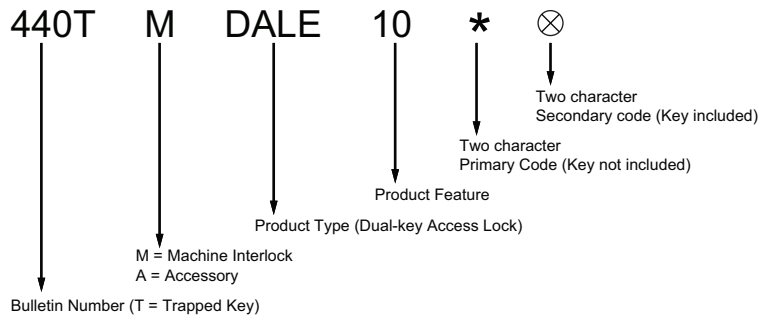 440T M DALE 10 * ⊗
Two character
Secondary code (Key included)
Two character
Primary Code (Key not included)
Product Feature
Product Type (Dual-key Access Lock)
M = Machine Interlock
A = Accessory
Bulletin Number (T = Trapped Key)